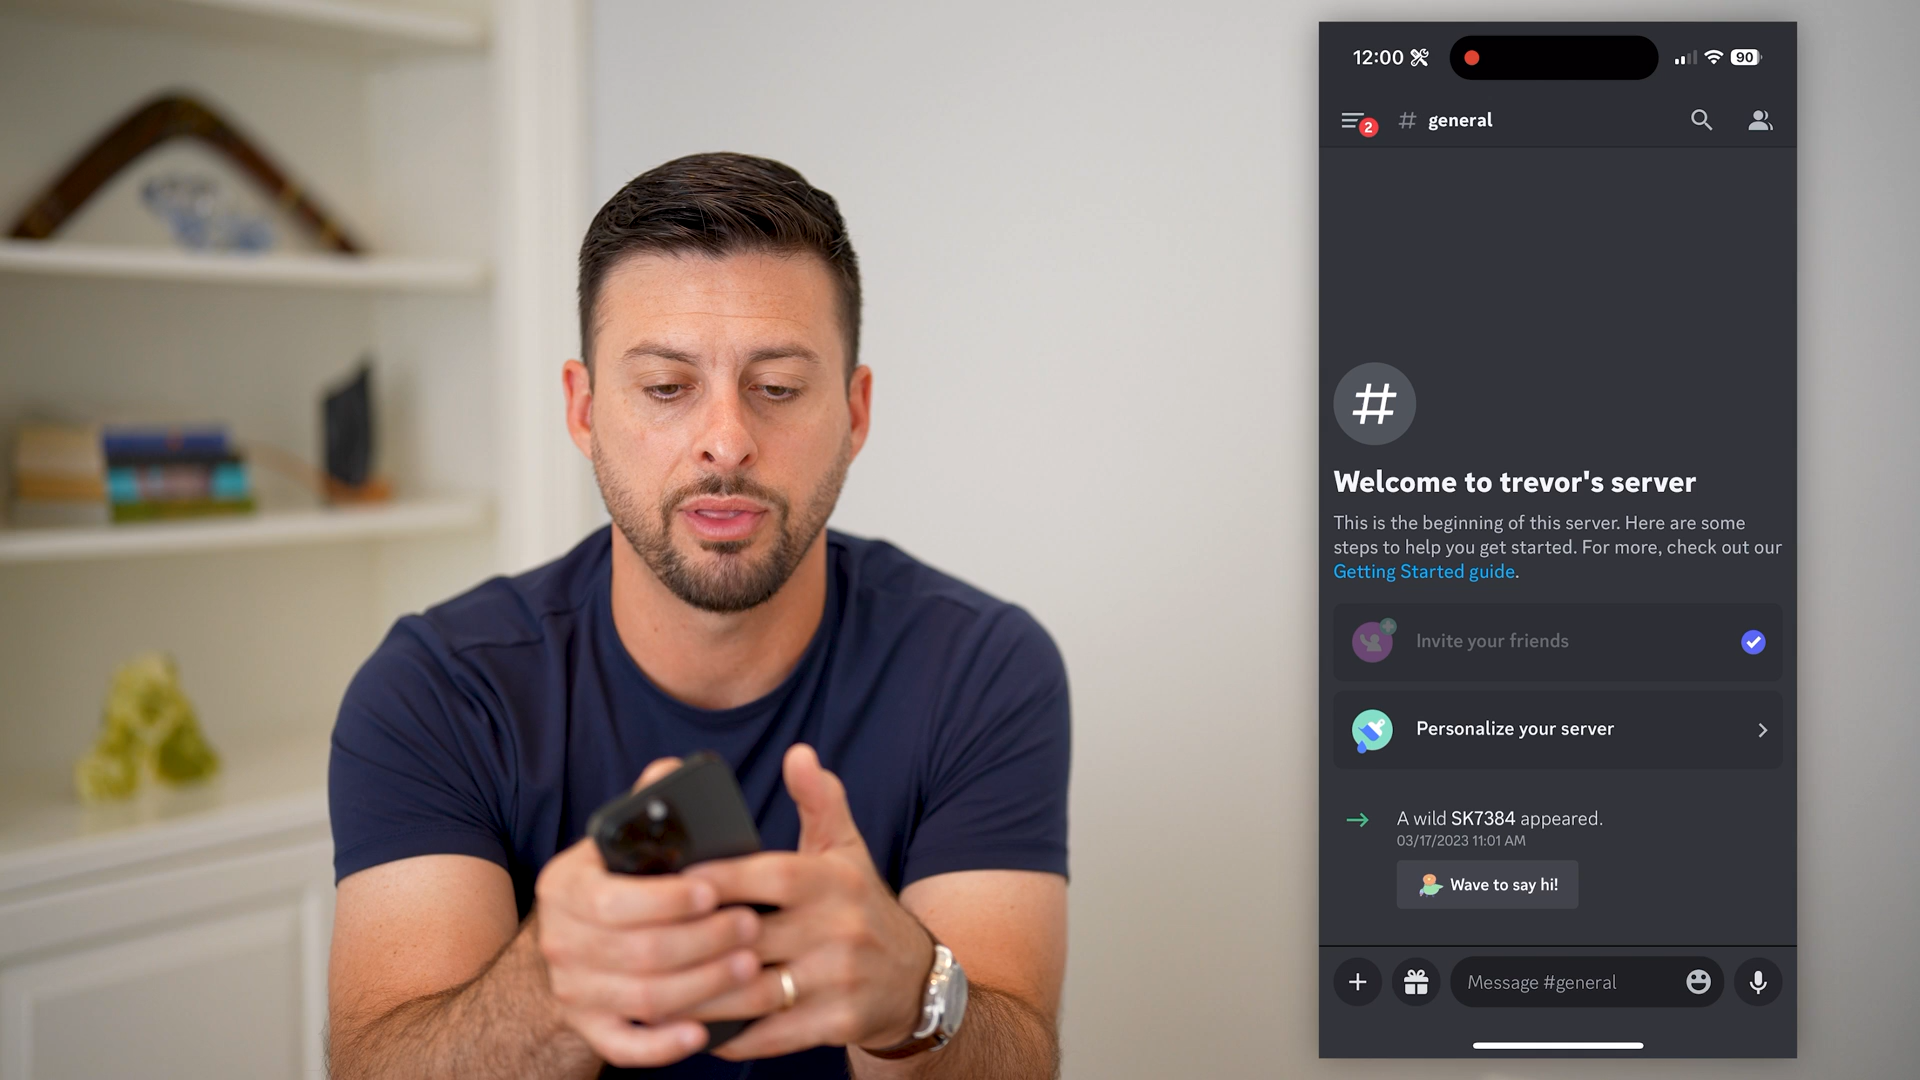 12:00
90
2
# general
#
Welcome to trevor's server
This is the beginning of this server. Here are some
steps to help you get started. For more, check out our
Getting Started guide.
Invite your friends
Personalize your server
A wild SK7384 appeared.
03/17/2023 11:01 AM
Wave to say hi!
Message #general